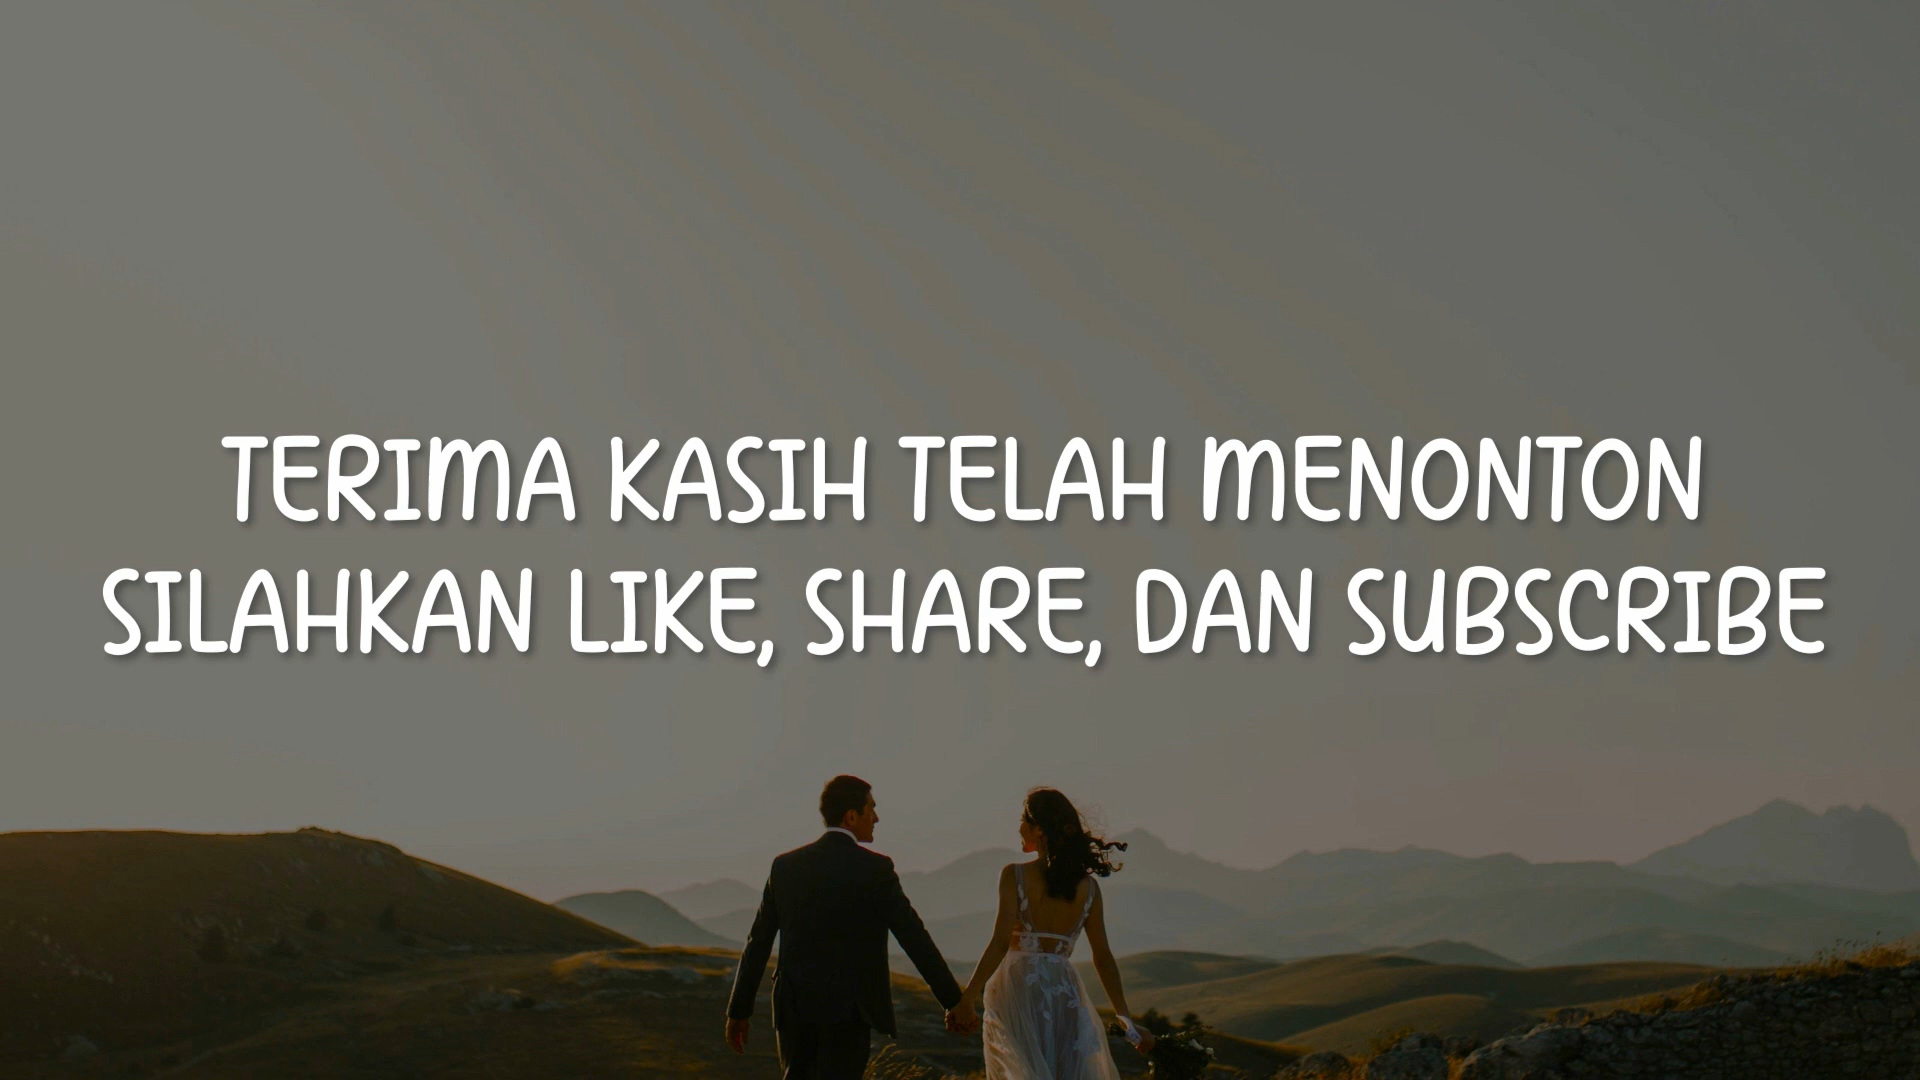 TERIMA KASIH TELAH MENONTON
SILAHKAN LIKE, SHARE, DAN SUBSCRIBE